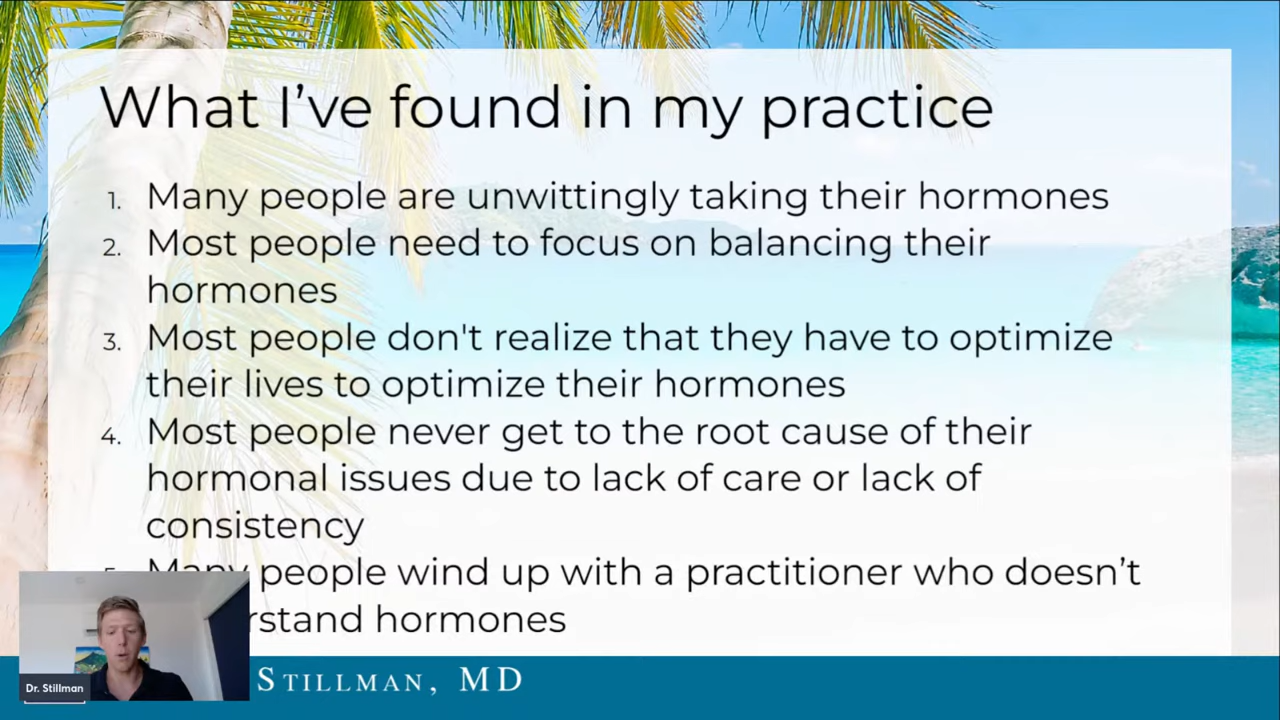 What I’ve found in my practice
1. Many people are unwittingly taking their hormones
2. Most people need to focus on balancing their
hormones
3. Most people don't realize that they have to optimize
their lives to optimize their hormones
4. Most people never get to the root cause of their
hormonal issues due to lack of care or lack of
consistency
Many people wind up with a practitioner who doesn’t
rstand hormones
STILLMAN, MD
Dr. Stillman